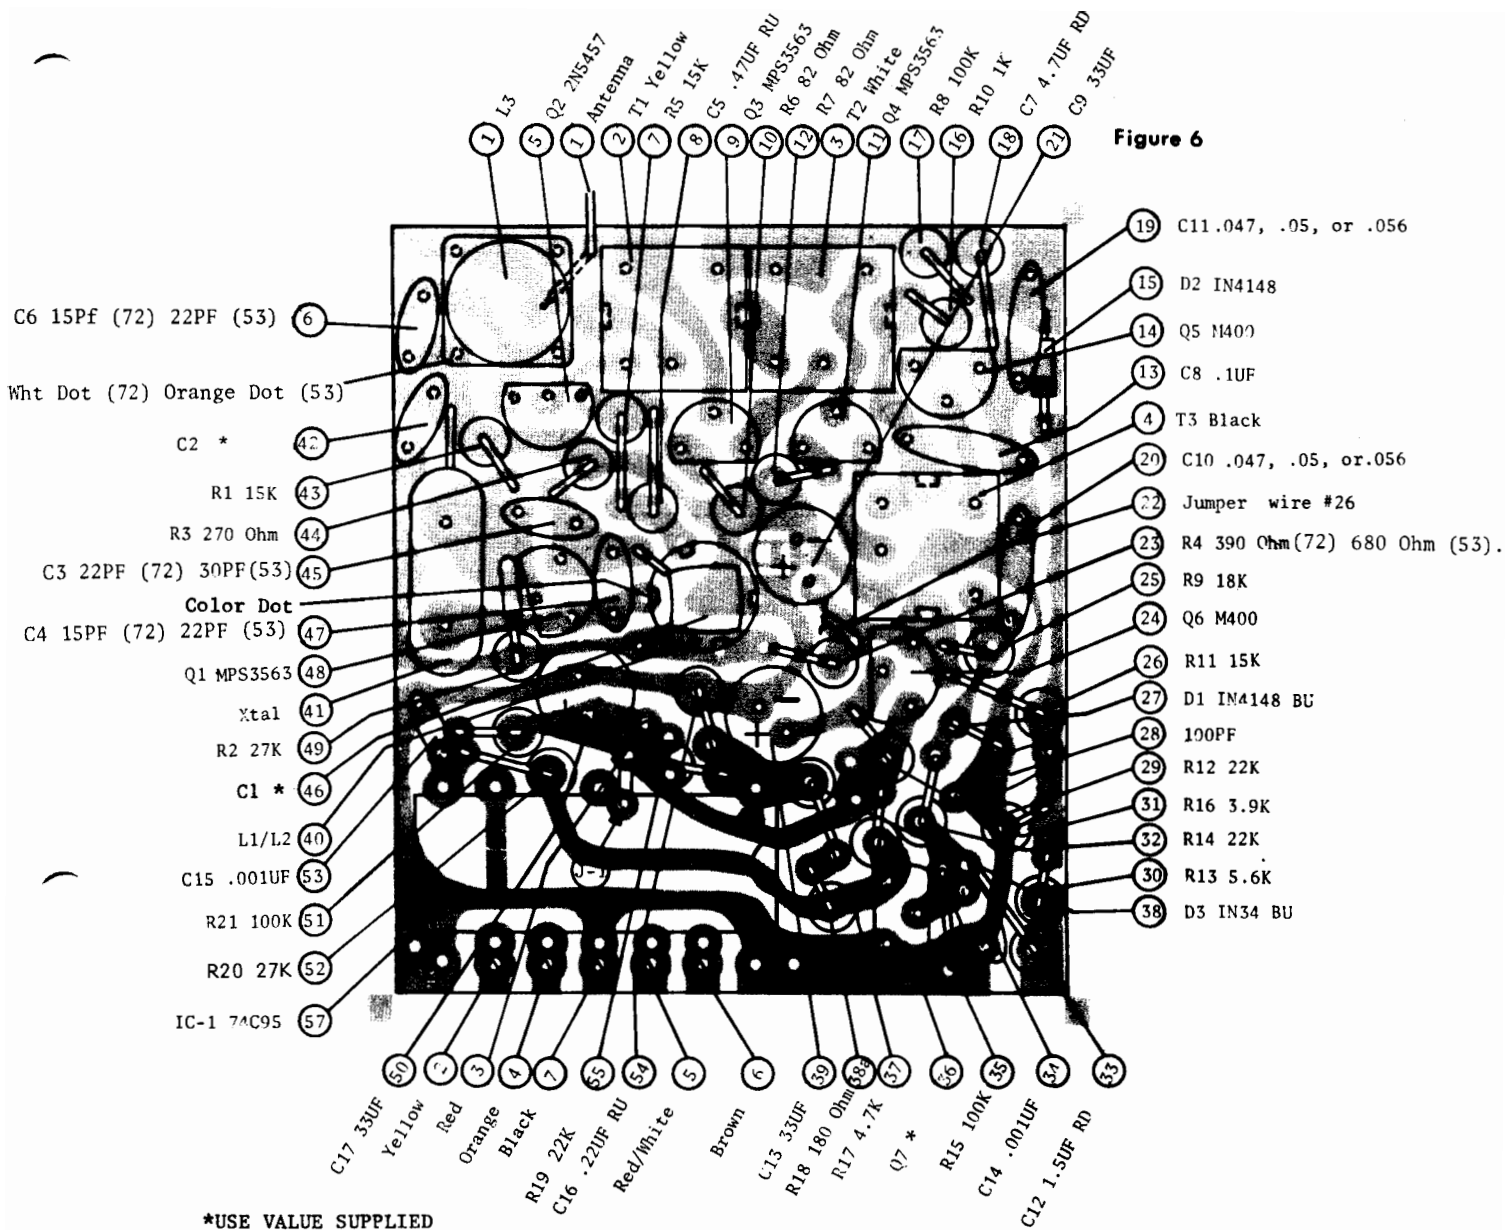 1 L3
5 Q2 2N5457
1 Antenna
2 T1 Yellow
7 R5 15K
8 C5 .47UF RU
9 Q3 MPS3563
10 R6 82 Ohm
12 R7 82 Ohm
3 T2 White
11 Q4 MPS3563
17 R8 100K
16 R10 1K
18 C7 4.7UF RD
21 C9 33UF
Figure 6
19 C11 .047, .05, or .056
15 D2 IN4148
14 Q5 M400
13 C8 .1UF
4 T3 Black
20 C10 .047, .05, or.056
22 Jumper wire #26
23 R4 390 Ohm(72) 680 Ohm (53).
25 R9 18K
24 Q6 M400
26 R11 15K
27 D1 IN4148 BU
28 100PF
29 R12 22K
31 R16 3.9K
32 R14 22K
30 R13 5.6K
38 D3 IN34 BU
C6 15Pf (72) 22PF (53) 6
Wht Dot (72) Orange Dot (53)
C2 * 42
R1 15K 43
R3 270 Ohm 44
C3 22PF (72) 30PF(53) 45
Color Dot
C4 15PF (72) 22PF (53) 47
Q1 MPS3563 48
Xtal 41
R2 27K 49
C1 * 46
L1/L2 40
C15 .001UF 53
R21 100K 51
R20 27K 52
IC-1 74C95 57
J-1
50 C17 33UF
2 Yellow
3 Red
4 Orange
7 Black
55 R19 22K
54 C16 .22UF RU
5 Red/White
6 Brown
39 C13 33UF
38a R18 180 Ohm
37 R17 4.7K
36 Q7 *
35 R15 100K
34 C14 .001UF
33 C12 1.5UF RD
*USE VALUE SUPPLIED